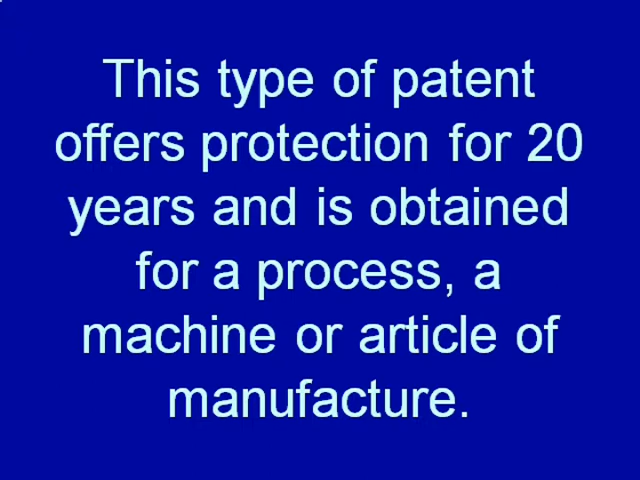 This type of patent
offers protection for 20
years and is obtained
for a process, a
machine or article of
manufacture.